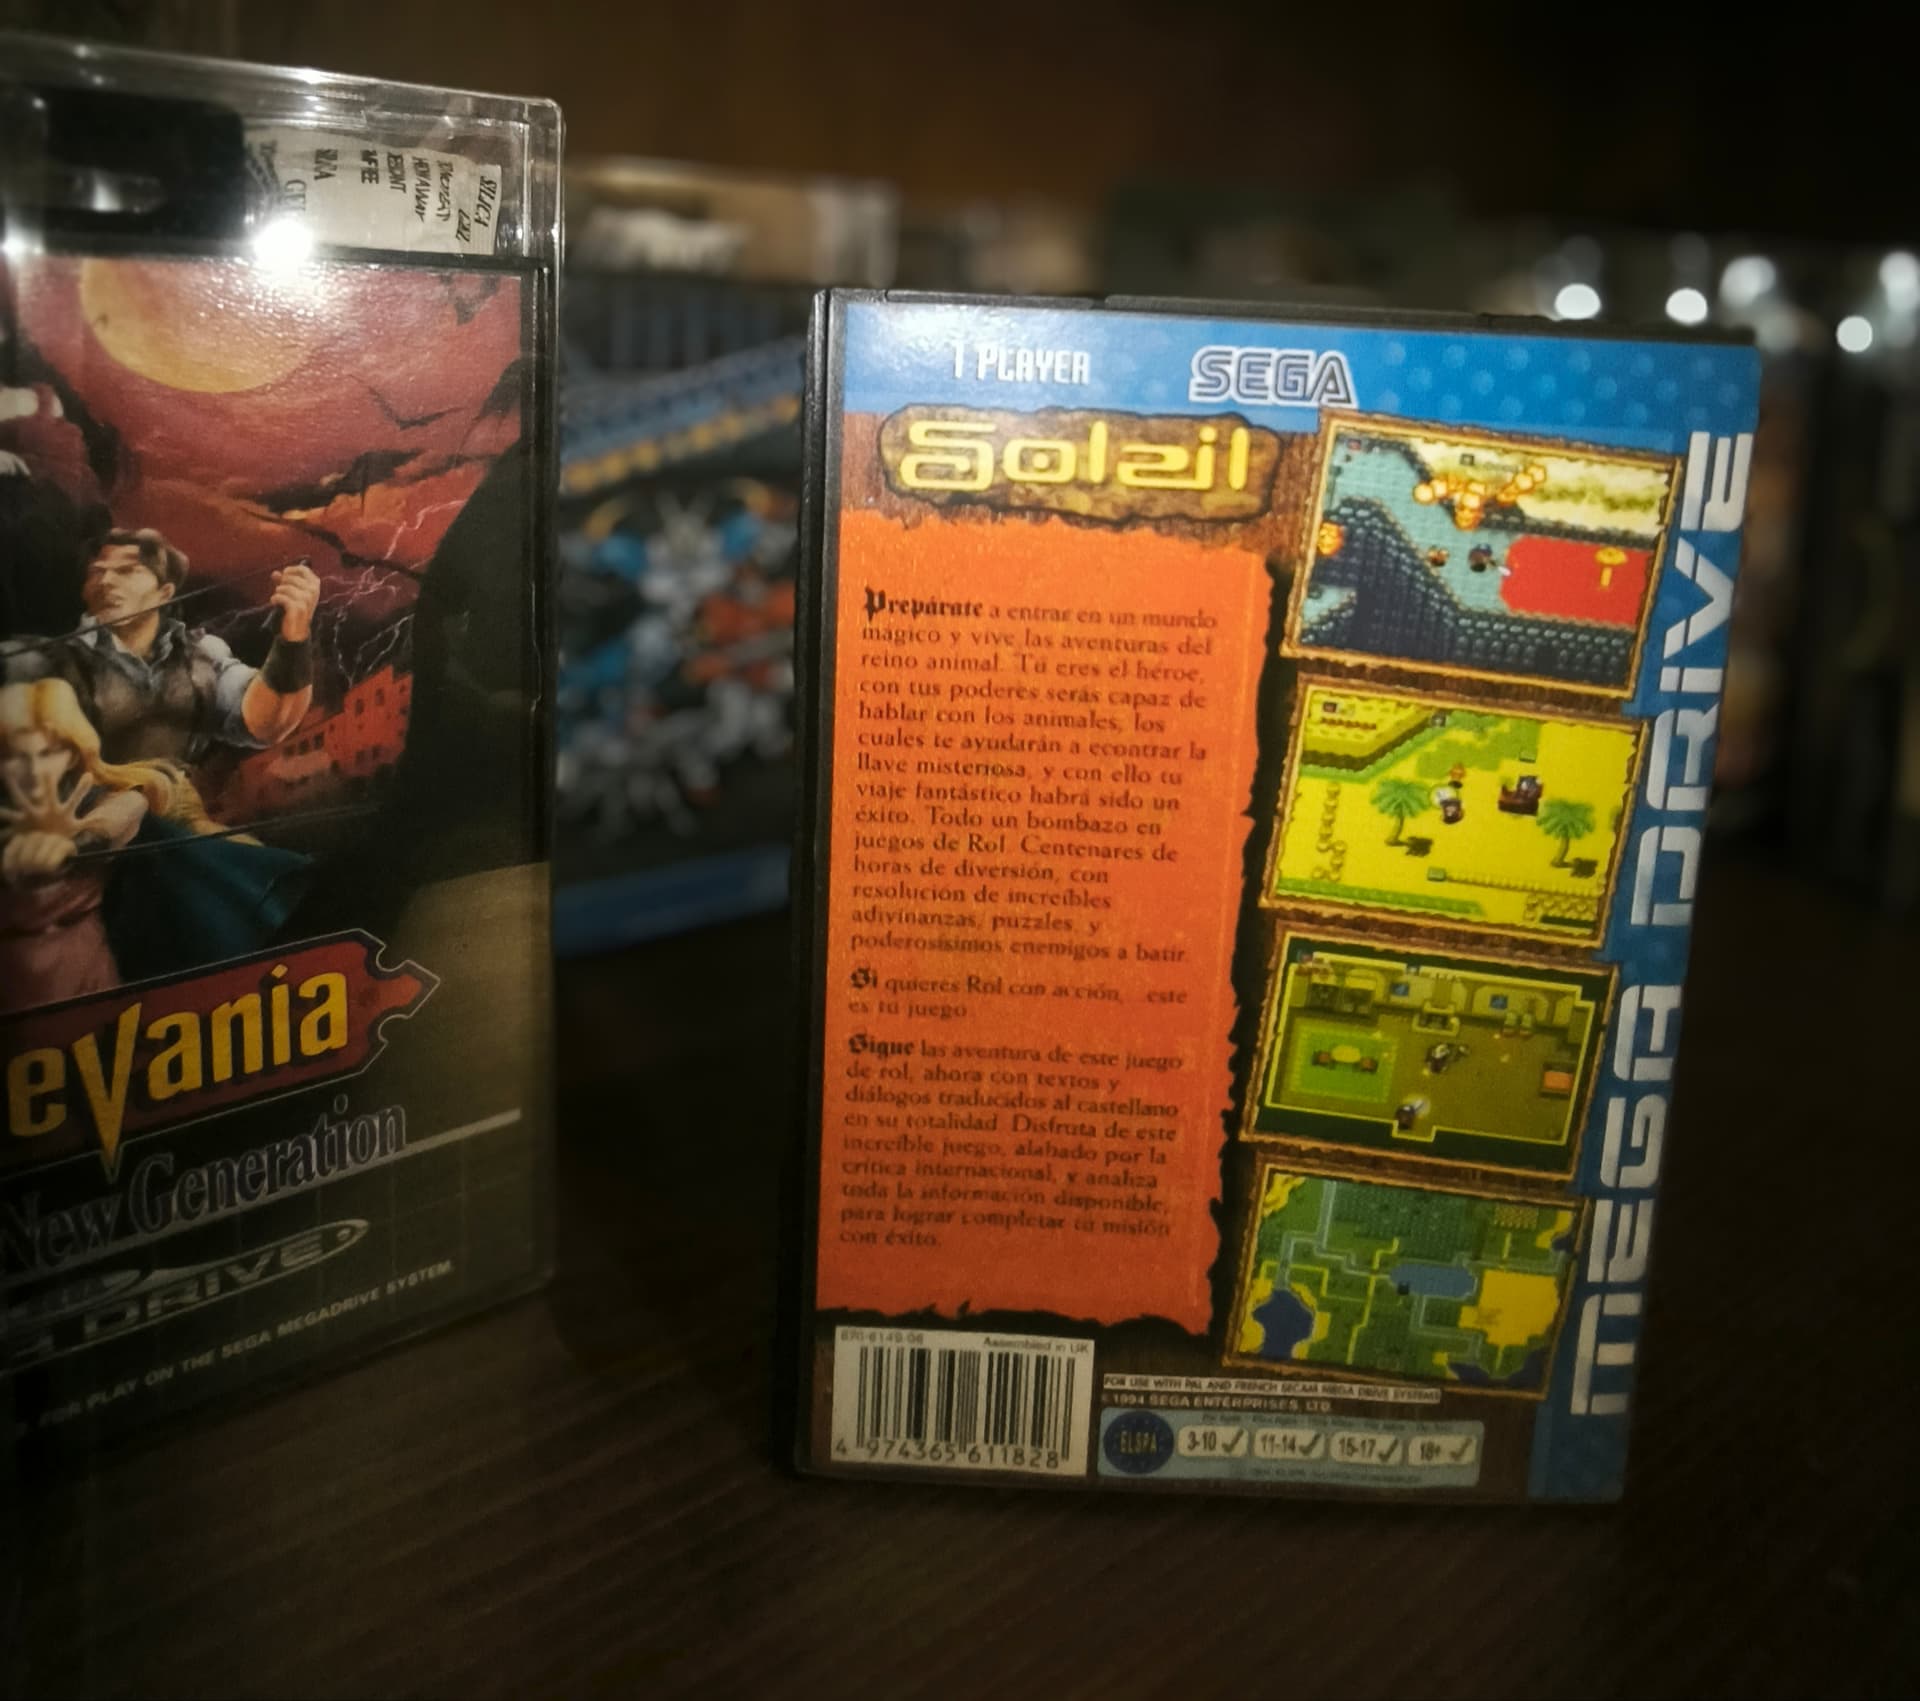 SILICA
evania
New Generation
DRIVE
FOR PLAY ON THE SEGA MEGADRIVE SYSTEM
1 PLAYER
SEGA
Soleil
Prepárate a entrar en un mundo
mágico y vive las aventuras del
reino animal. Tú eres el héroe,
con tus poderes serás capaz de
hablar con los animales, los
cuales te ayudarán a econtrar la
llave misteriosa, y con ello tu
viaje fantástico habrá sido un
éxito. Todo un bombazo en
juegos de Rol. Centenares de
horas de diversión, con
resolución de increíbles
adivinanzas, puzzles, y
poderosísimos enemigos a batir.
Si quieres Rol con acción, este
es tu juego.
Sigue las aventura de este juego
de rol, ahora con textos y
diálogos traducidos al castellano
en su totalidad. Disfruta de este
increíble juego, alabado por la
crítica internacional, y analiza
toda la información disponible,
para lograr completar tu misión
con éxito.
MEGA DRIVE
670-6149-06 Assembled in UK
4 974365 611828
FOR USE WITH PAL AND FRENCH SECAM MEGA DRIVE SYSTEMS
©1994 SEGA ENTERPRISES, LTD.
ELSPA 3-10 11-14 15-17 18+